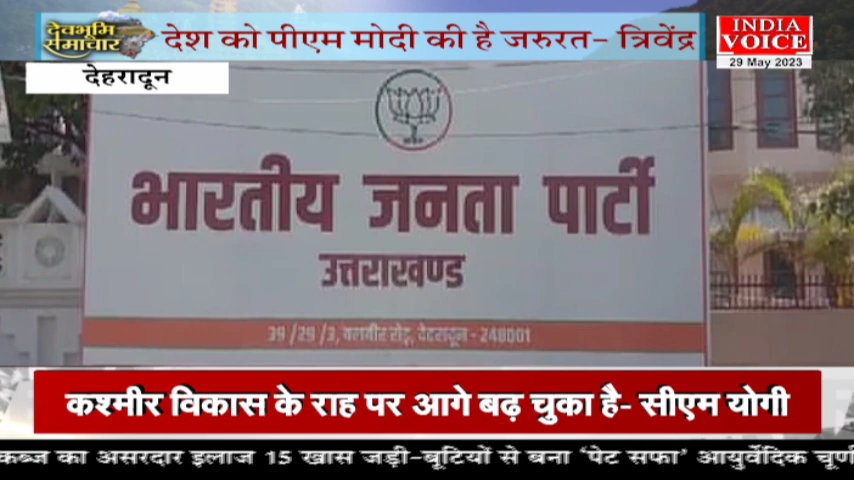 देवभूमि समाचार
देश को पीएम मोदी की है जरुरत- त्रिवेंद्र
INDIA VOICE
29 May 2023
देहरादून
भारतीय जनता पार्टी
उत्तराखण्ड
39/29/3, बलबीर रोड़, देहरादून - 248001
कश्मीर विकास के राह पर आगे बढ़ चुका है- सीएम योगी
कब्ज का असरदार इलाज 15 खास जड़ी-बूटियों से बना 'पेट सफा' आयुर्वेदिक चूर्ण